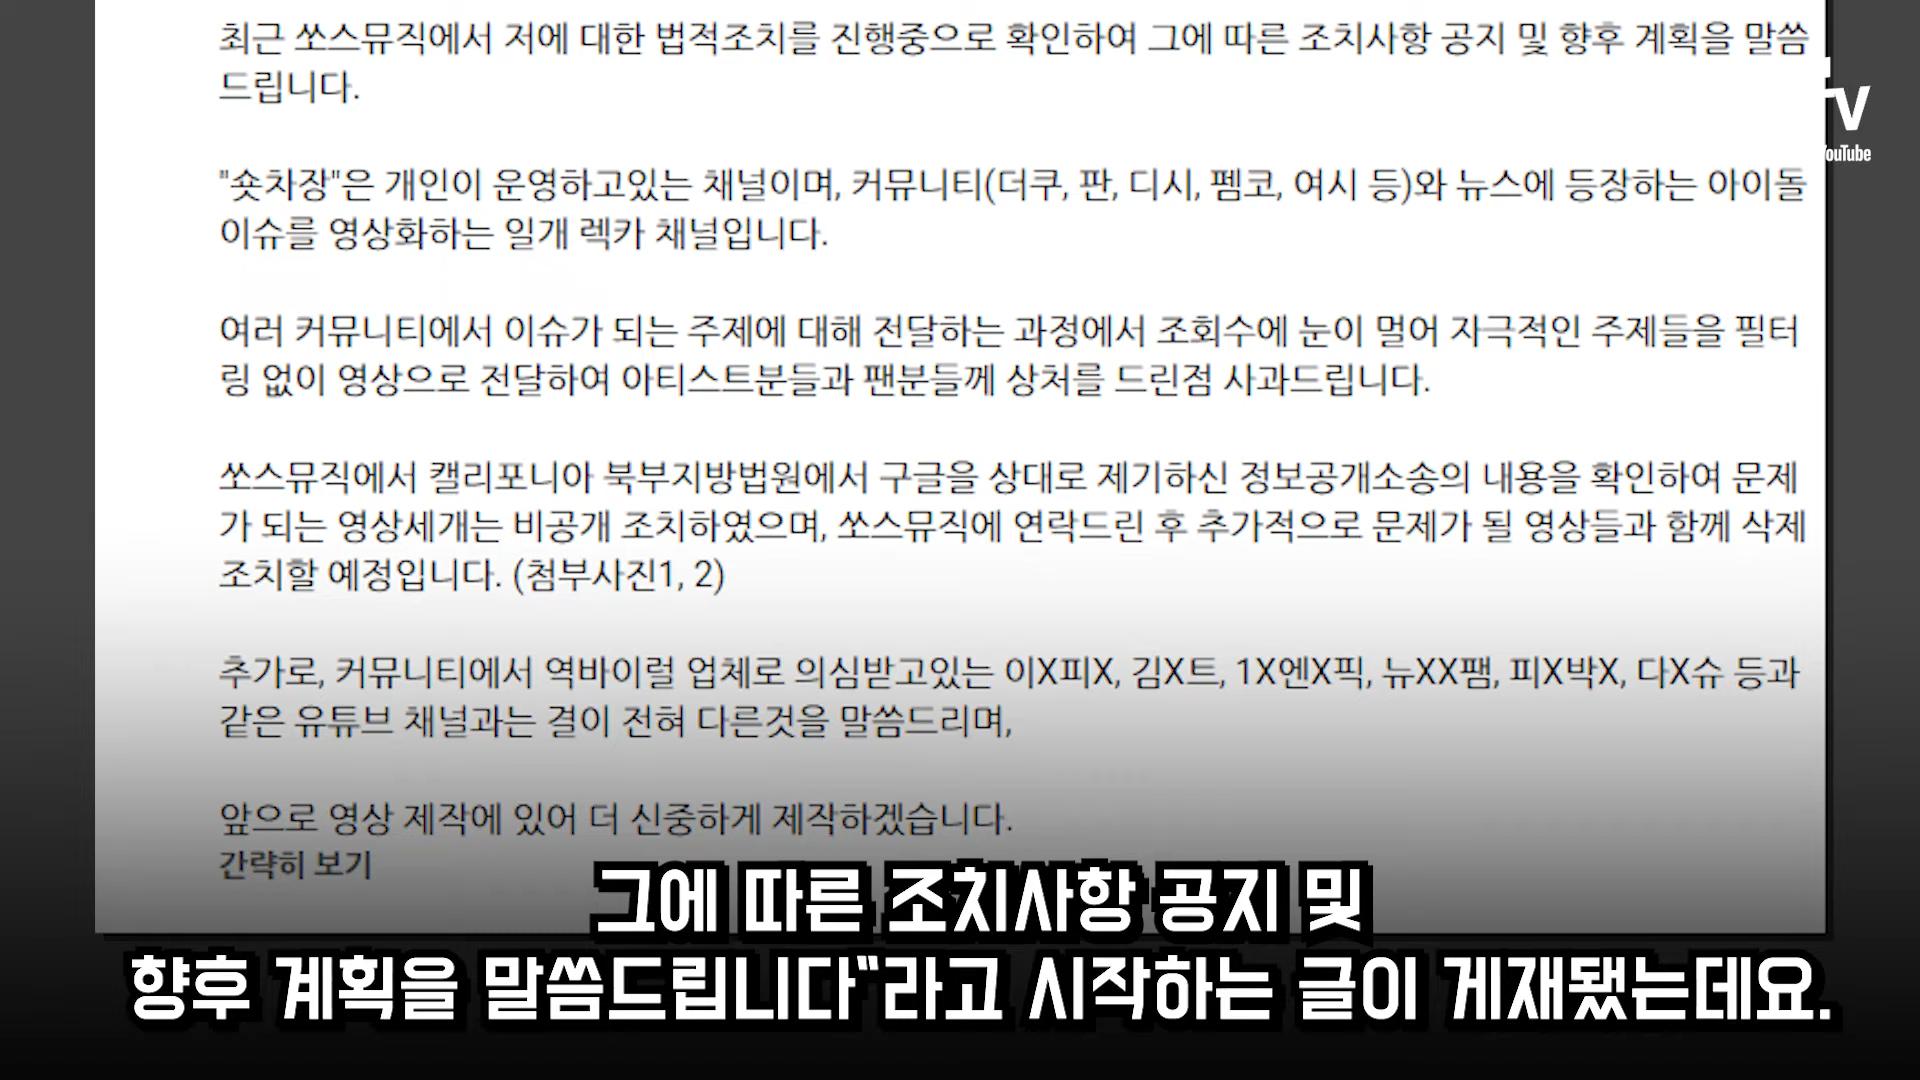 최근 쏘스뮤직에서 저에 대한 법적조치를 진행중으로 확인하여 그에 따른 조치사항 공지 및 향후 계획을 말씀
드립니다.
"숏차장"은 개인이 운영하고있는 채널이며, 커뮤니티(더쿠, 판, 디시, 펨코, 여시 등)와 뉴스에 등장하는 아이돌
이슈를 영상화하는 일개 렉카 채널입니다.
여러 커뮤니티에서 이슈가 되는 주제에 대해 전달하는 과정에서 조회수에 눈이 멀어 자극적인 주제들을 필터
링 없이 영상으로 전달하여 아티스트분들과 팬분들께 상처를 드린점 사과드립니다.
쏘스뮤직에서 캘리포니아 북부지방법원에서 구글을 상대로 제기하신 정보공개소송의 내용을 확인하여 문제
가 되는 영상세개는 비공개 조치하였으며, 쏘스뮤직에 연락드린 후 추가적으로 문제가 될 영상들과 함께 삭제
조치할 예정입니다. (첨부사진1, 2)
추가로, 커뮤니티에서 역바이럴 업체로 의심받고있는 이X피X, 김X트, 1X엔X픽, 뉴XX팸, 피X박X, 다X슈 등과
같은 유튜브 채널과는 결이 전혀 다른것을 말씀드리며,
앞으로 영상 제작에 있어 더 신중하게 제작하겠습니다.
간략히 보기
그에 따른 조치사항 공지 및
향후 계획을 말씀드립니다"라고 시작하는 글이 게재됐는데요.
TV
YouTube